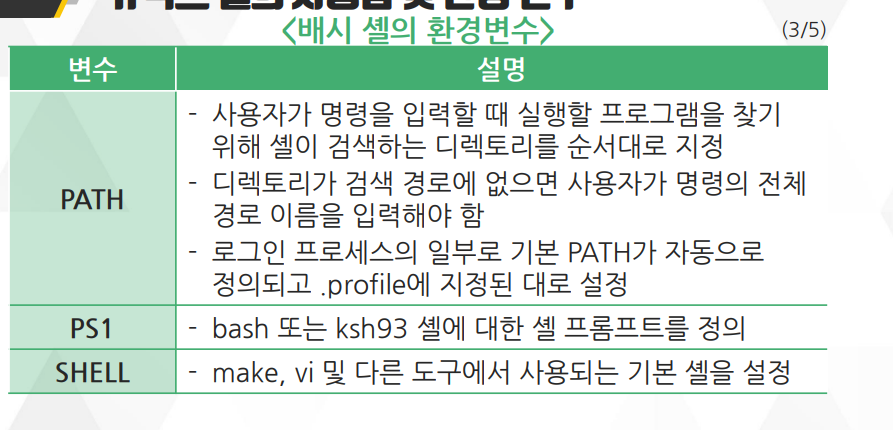 <배시 셸의 환경변수>
(3/5)
변수 설명
PATH
- 사용자가 명령을 입력할 때 실행할 프로그램을 찾기
위해 셸이 검색하는 디렉토리를 순서대로 지정
- 디렉토리가 검색 경로에 없으면 사용자가 명령의 전체
경로 이름을 입력해야 함
- 로그인 프로세스의 일부로 기본 PATH가 자동으로
정의되고 .profile에 지정된 대로 설정
PS1 - bash 또는 ksh93 셸에 대한 셸 프롬프트를 정의
SHELL - make, vi 및 다른 도구에서 사용되는 기본 셸을 설정